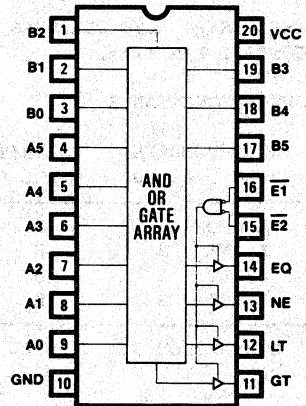 B2 1 20 VCC
B1 2 19 B3
B0 3 18 B4
A5 4 17 B5
A4 5 16 E1
A3 6 15 E2
A2 7 14 EQ
A1 8 13 NE
A0 9 12 LT
GND 10 11 GT
AND
OR
GATE
ARRAY